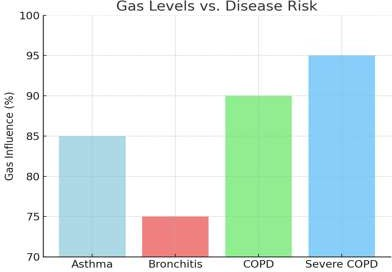 Gas Levels vs. Disease Risk
Gas Influence (%)
100
95
90
85
80
75
70
Asthma Bronchitis COPD Severe COPD